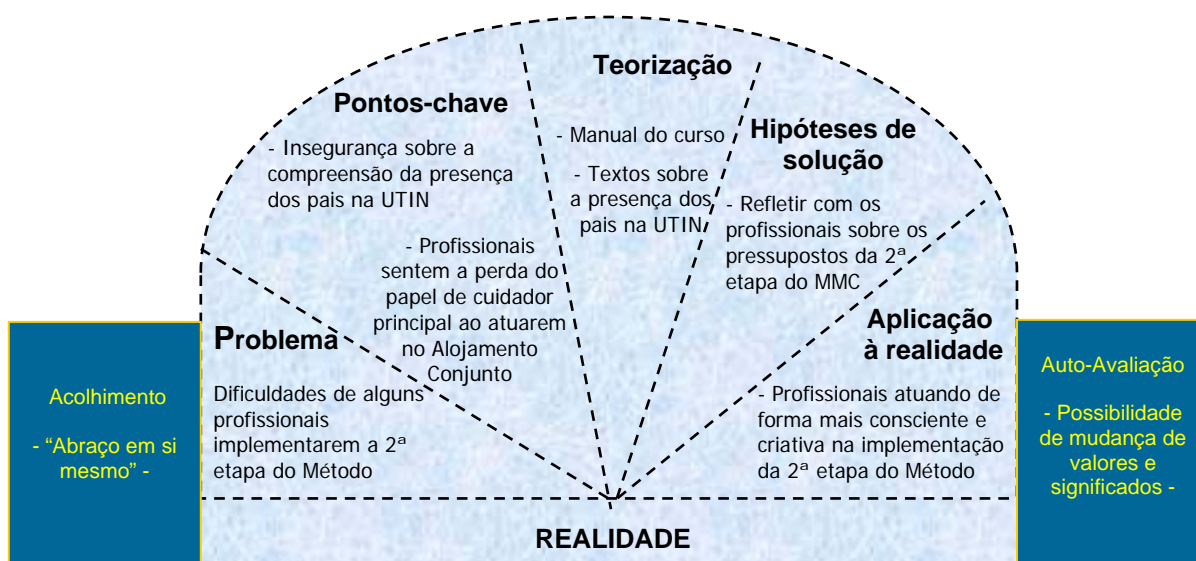 Acolhimento
- “Abraço em si
mesmo” -
Problema
Dificuldades de alguns
profissionais
implementarem a 2ª
etapa do Método
Pontos-chave
- Insegurança sobre a
compreensão da presença
dos pais na UTIN
- Profissionais
sentem a perda do
papel de cuidador
principal ao atuarem
no Alojamento
Conjunto
Teorização
- Manual do curso
- Textos sobre
a presença dos
pais na UTIN
Hipóteses de
solução
- Refletir com os
profissionais sobre os
pressupostos da 2ª
etapa do MMC
Aplicação
à realidade
- Profissionais atuando de
forma mais consciente e
criativa na implementação
da 2ª etapa do Método
Auto-Avaliação
- Possibilidade
de mudança de
valores e
significados -
REALIDADE